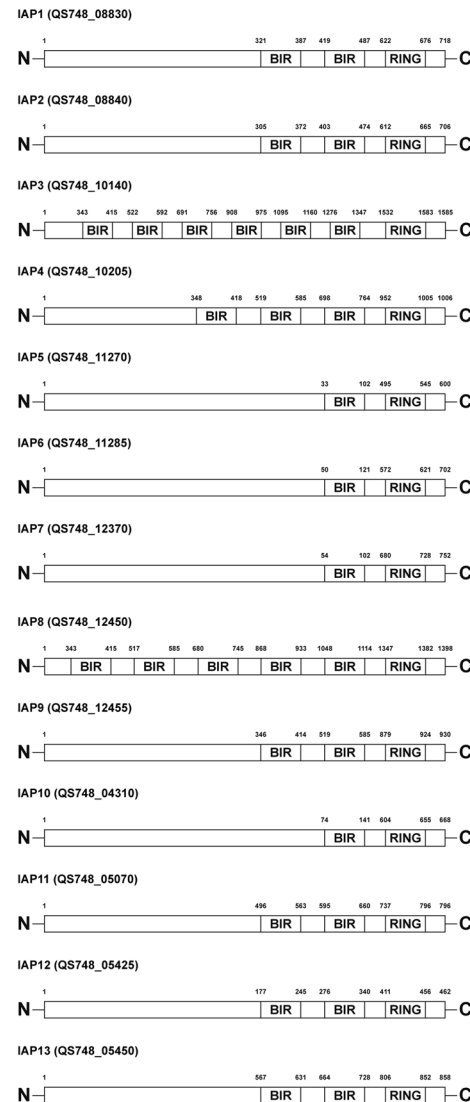 IAP1 (QS748_08830)
1 321 387 419 487 622 676 718
N BIR BIR RING C
IAP2 (QS748_08840)
1 305 372 403 474 612 665 706
N BIR BIR RING C
IAP3 (QS748_10140)
1 343 415 522 592 691 756 908 975 1095 1160 1276 1347 1532 1583 1585
N BIR BIR BIR BIR BIR BIR RING C
IAP4 (QS748_10205)
1 348 418 519 585 698 764 952 1005 1006
N BIR BIR BIR RING C
IAP5 (QS748_11270)
1 33 102 495 545 600
N BIR RING C
IAP6 (QS748_11285)
1 50 121 572 621 702
N BIR RING C
IAP7 (QS748_12370)
1 54 102 680 728 752
N BIR RING C
IAP8 (QS748_12450)
1 343 415 517 585 680 745 868 933 1048 1114 1347 1382 1398
N BIR BIR BIR BIR BIR RING C
IAP9 (QS748_12455)
1 346 414 519 585 879 924 930
N BIR BIR RING C
IAP10 (QS748_04310)
1 74 141 604 655 668
N BIR RING C
IAP11 (QS748_05070)
1 496 563 595 660 737 796 796
N BIR BIR RING C
IAP12 (QS748_05425)
1 177 245 276 340 411 456 462
N BIR BIR RING C
IAP13 (QS748_05450)
1 567 631 664 728 806 852 858
N BIR BIR RING C